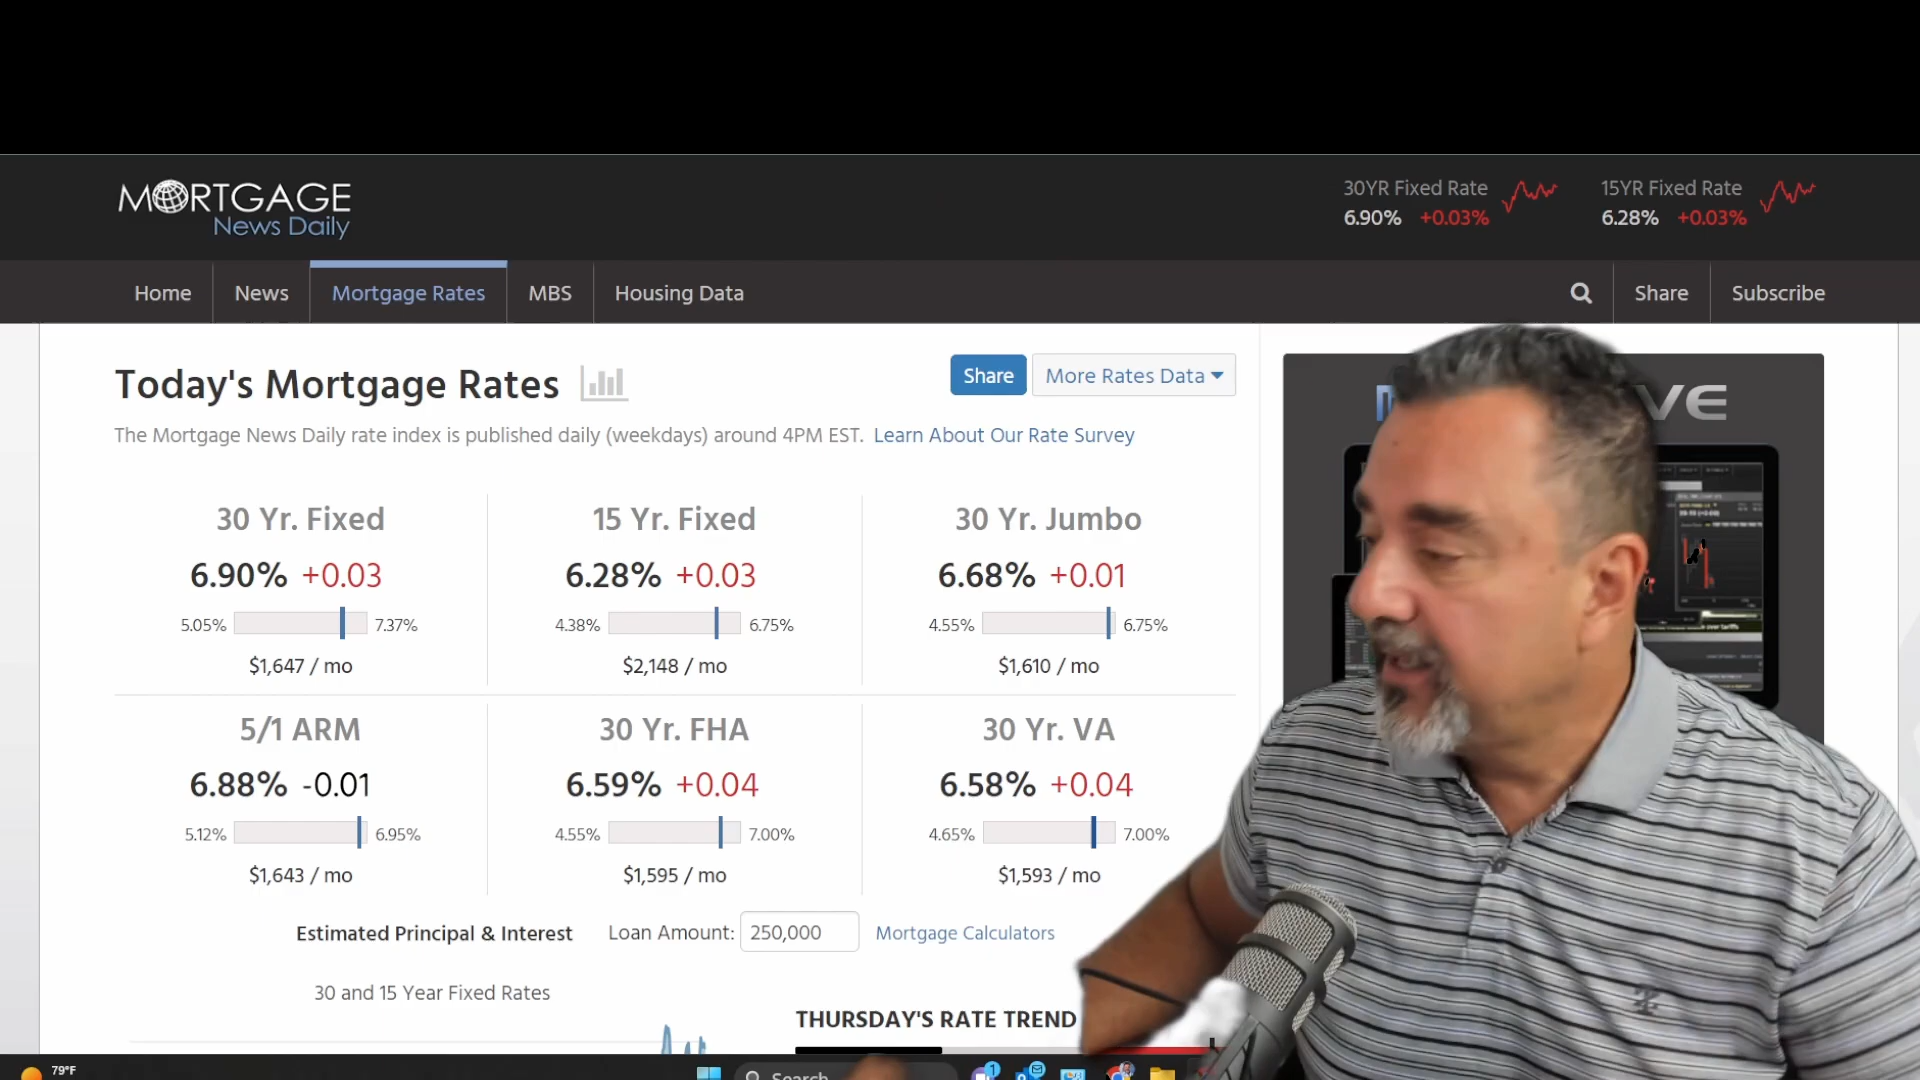 MORTGAGE
News Daily
30YR Fixed Rate
6.90% +0.03%
15YR Fixed Rate
6.28% +0.03%
Home
News
Mortgage Rates
MBS
Housing Data
Share
Subscribe
Today's Mortgage Rates
Share
More Rates Data
The Mortgage News Daily rate index is published daily (weekdays) around 4PM EST. Learn About Our Rate Survey
30 Yr. Fixed
6.90% +0.03
5.05% 7.37%
$1,647 / mo
15 Yr. Fixed
6.28% +0.03
4.38% 6.75%
$2,148 / mo
30 Yr. Jumbo
6.68% +0.01
4.55% 6.75%
$1,610 / mo
5/1 ARM
6.88% -0.01
5.12% 6.95%
$1,643 / mo
30 Yr. FHA
6.59% +0.04
4.55% 7.00%
$1,595 / mo
30 Yr. VA
6.58% +0.04
4.65% 7.00%
$1,593 / mo
Estimated Principal & Interest Loan Amount: 250,000 Mortgage Calculators
30 and 15 Year Fixed Rates
THURSDAY'S RATE TREND
79°F
Search
1